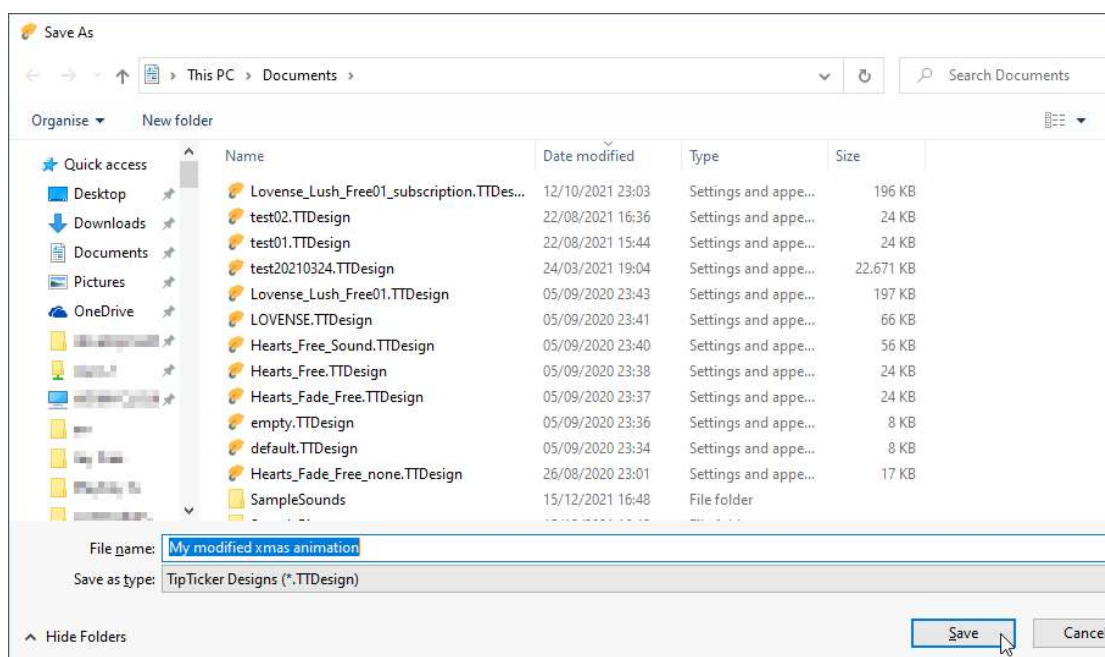 Save As
This PC > Documents >
Search Documents
Organise
New folder
Name Date modified Type Size
Quick access
Desktop
Downloads
Documents
Pictures
OneDrive
Lovense_Lush_Free01_subscription.TTDes... 12/10/2021 23:03 Settings and appe... 196 KB
test02.TTDesign 22/08/2021 16:36 Settings and appe... 24 KB
test01.TTDesign 22/08/2021 15:44 Settings and appe... 24 KB
test20210324.TTDesign 24/03/2021 19:04 Settings and appe... 22.671 KB
Lovense_Lush_Free01.TTDesign 05/09/2020 23:43 Settings and appe... 197 KB
LOVENSE.TTDesign 05/09/2020 23:41 Settings and appe... 66 KB
Hearts_Free_Sound.TTDesign 05/09/2020 23:40 Settings and appe... 56 KB
Hearts_Free.TTDesign 05/09/2020 23:38 Settings and appe... 24 KB
Hearts_Fade_Free.TTDesign 05/09/2020 23:37 Settings and appe... 24 KB
empty.TTDesign 05/09/2020 23:36 Settings and appe... 8 KB
default.TTDesign 05/09/2020 23:34 Settings and appe... 8 KB
Hearts_Fade_Free_none.TTDesign 26/08/2020 23:01 Settings and appe... 17 KB
SampleSounds 15/12/2021 16:48 File folder
File name: My modified xmas animation
Save as type: TipTicker Designs (*.TTDesign)
Hide Folders
Save
Cancel